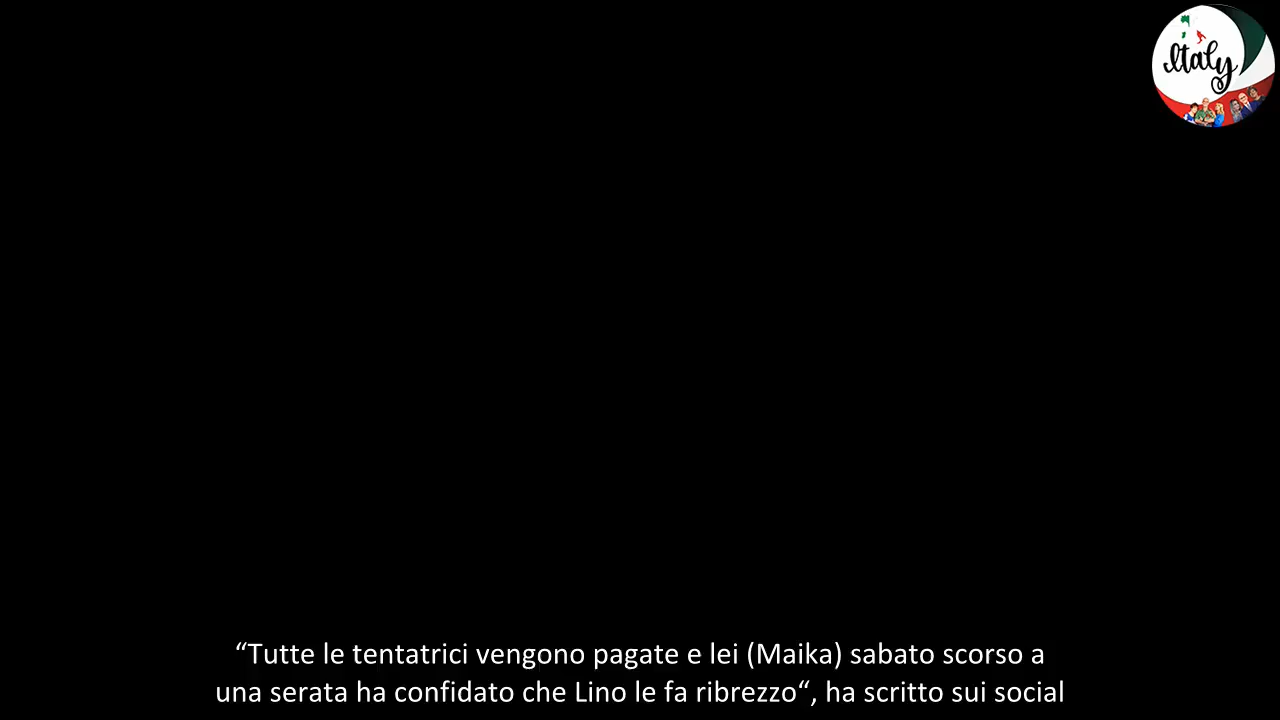 Italy
“Tutte le tentatrici vengono pagate e lei (Maika) sabato scorso a
una serata ha confidato che Lino le fa ribrezzo“, ha scritto sui social